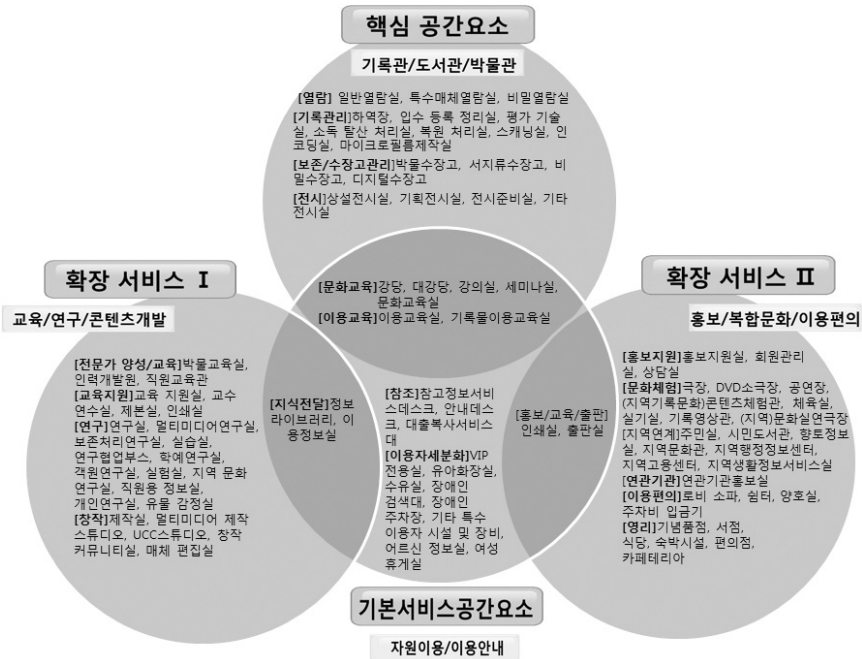 핵심 공간요소
기록관/도서관/박물관
[열람] 일반열람실, 특수매체열람실, 비밀열람실
[기록관리]하역장, 입수 등록 정리실, 평가 기술
실, 소독 탈산 처리실, 복원 처리실, 스캐닝실, 인
코딩실, 마이크로필름제작실
[보존/수장고관리]박물수장고, 서지류수장고, 비
밀수장고, 디지털수장고
[전시]상설전시실, 기획전시실, 전시준비실, 기타
전시실
[문화교육]강당, 대강당, 강의실, 세미나실,
문화교육실
[이용교육]이용교육실, 기록물이용교육실
확장 서비스 Ⅰ
교육/연구/콘텐츠개발
[전문가 양성/교육]박물교육실,
인력개발원, 직원교육관
[교육지원]교육 지원실, 교수
연수실, 제본실, 인쇄실
[연구]연구실, 멀티미디어연구실,
보존처리연구실, 실습실,
연구협업부스, 학예연구실,
객원연구실, 실험실, 지역 문화
연구실, 직원용 정보실,
개인연구실, 유물 감정실
[창작]제작실, 멀티미디어 제작
스튜디오, UCC스튜디오, 창작
커뮤니티실, 매체 편집실
[지식전달]정보
라이브러리, 이
용정보실
[참조]참고정보서비
스데스크, 안내데스
크, 대출복사서비스
대
[이용자세분화]VIP
전용실, 유아화장실,
수유실, 장애인
검색대, 장애인
주차장, 기타 특수
이용자 시설 및 장비,
어르신 정보실, 여성
휴게실
[홍보/교육/출판]
인쇄실, 출판실
확장 서비스 Ⅱ
홍보/복합문화/이용편의
[홍보지원]홍보지원실, 회원관리
실, 상담실
[문화체험]극장, DVD소극장, 공연장,
(지역기록문화)콘텐츠체험관, 체육실,
실기실, 기록영상관, (지역)문화실연극장
[지역연계]주민실, 시민도서관, 향토정보
실, 지역문화관, 지역행정정보센터,
지역고용센터, 지역생활정보서비스실
[연관기관]연관기관홍보실
[이용편의]로비 소파, 쉼터, 양호실,
주차비 입금기
[영리]기념품점, 서점,
식당, 숙박시설, 편의점,
카페테리아
기본서비스공간요소
자원이용/이용안내